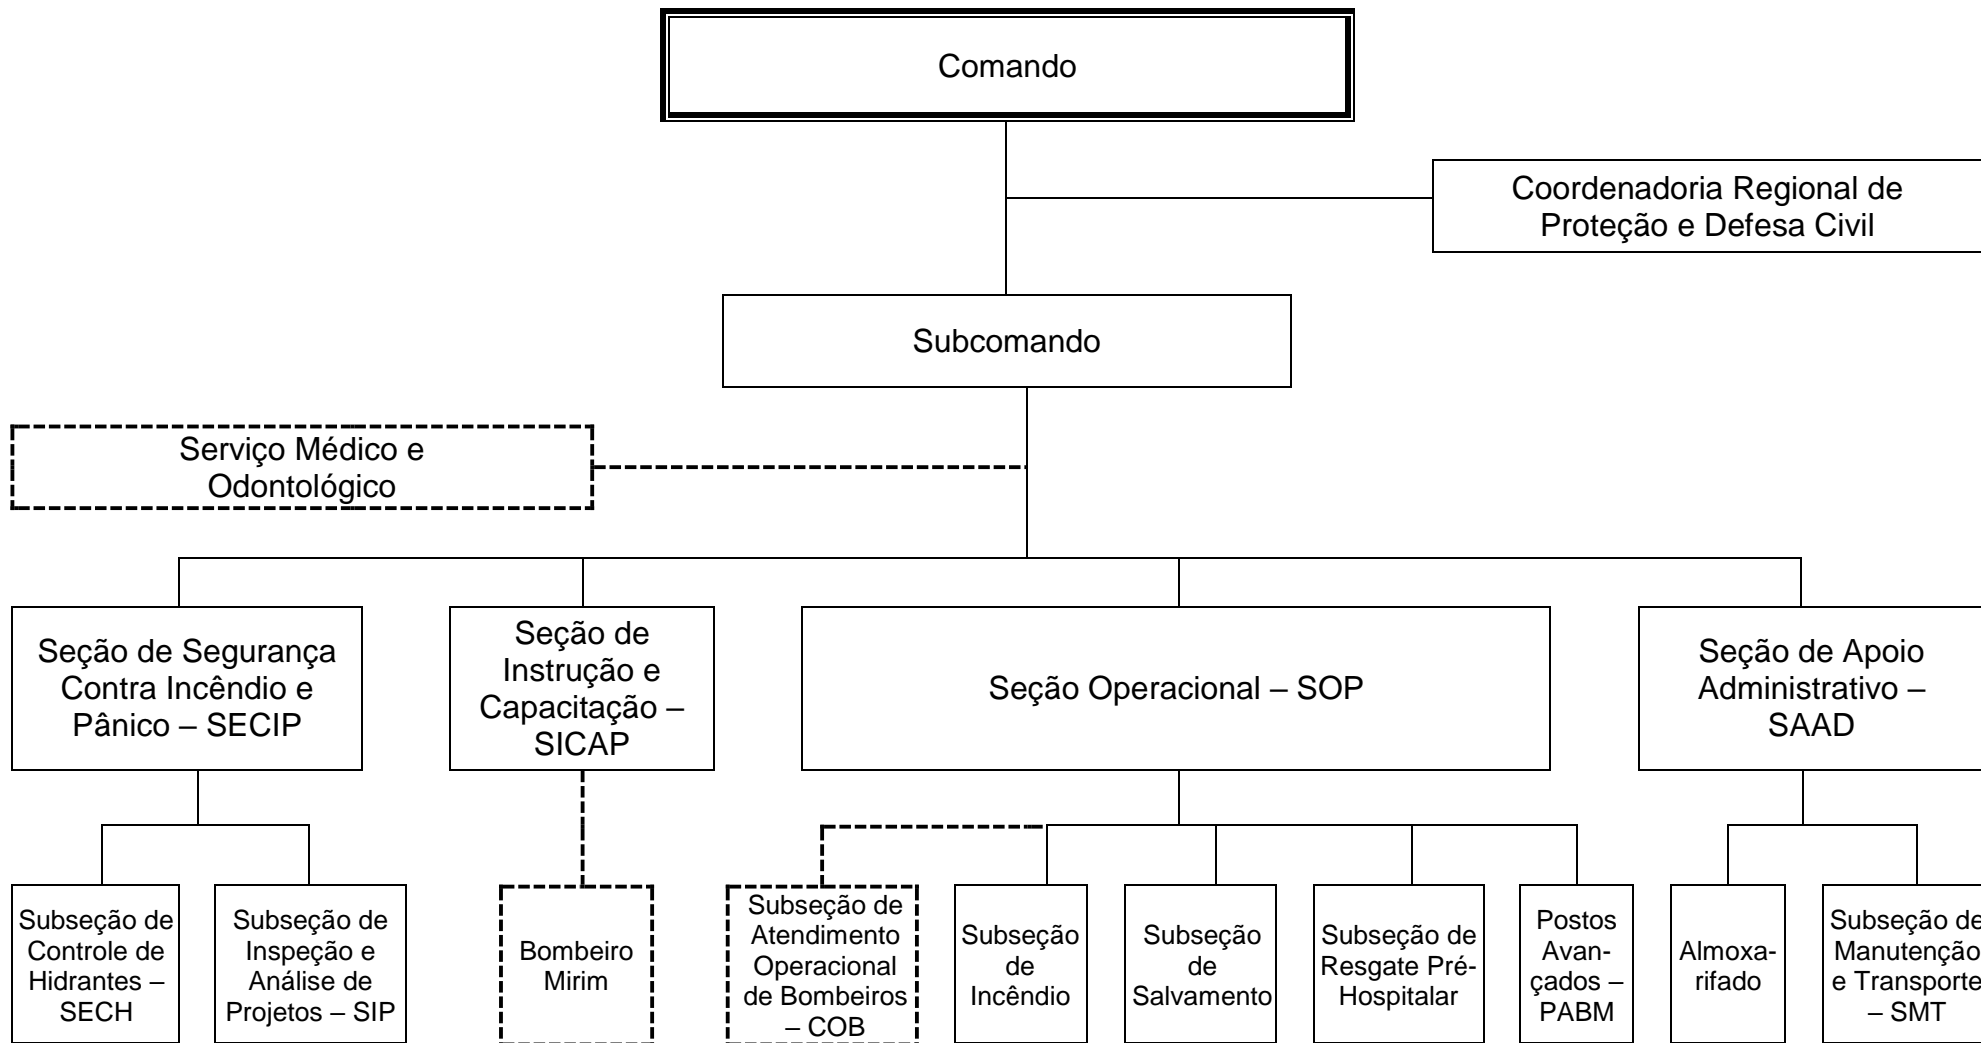 Comando
Coordenadoria Regional de
Proteção e Defesa Civil
Subcomando
Serviço Médico e
Odontológico
Seção de Segurança
Contra Incêndio e
Pânico – SECIP
Seção de
Instrução e
Capacitação –
SICAP
Seção Operacional – SOP
Seção de Apoio
Administrativo –
SAAD
Subseção de
Controle de
Hidrantes –
SECH
Subseção de
Inspeção e
Análise de
Projetos – SIP
Bombeiro
Mirim
Subseção de
Atendimento
Operacional
de Bombeiros
– COB
Subseção
de
Incêndio
Subseção
de
Salvamento
Subseção de
Resgate Pré-
Hospitalar
Postos
Avan-
çados –
PABM
Almoxa-
rifado
Subseção de
Manutenção
e Transporte
– SMT